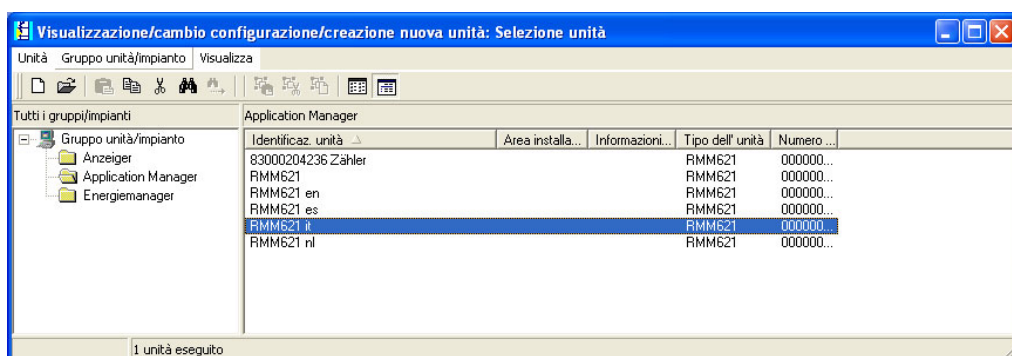 Visualizzazione/cambio configurazione/creazione nuova unità: Selezione unità
Unità Gruppo unità/impianto Visualizza
Tutti i gruppi/impianti Application Manager
Gruppo unità/impianto
Anzeiger
Application Manager
Energiemanager
Identificaz. unità Area installa... Informazioni... Tipo dell' unità Numero ...
83000204236 Zähler RMM621 000000...
RMM621 RMM621 000000...
RMM621 en RMM621 000000...
RMM621 es RMM621 000000...
RMM621 it RMM621 000000...
RMM621 nl RMM621 000000...
1 unità eseguito